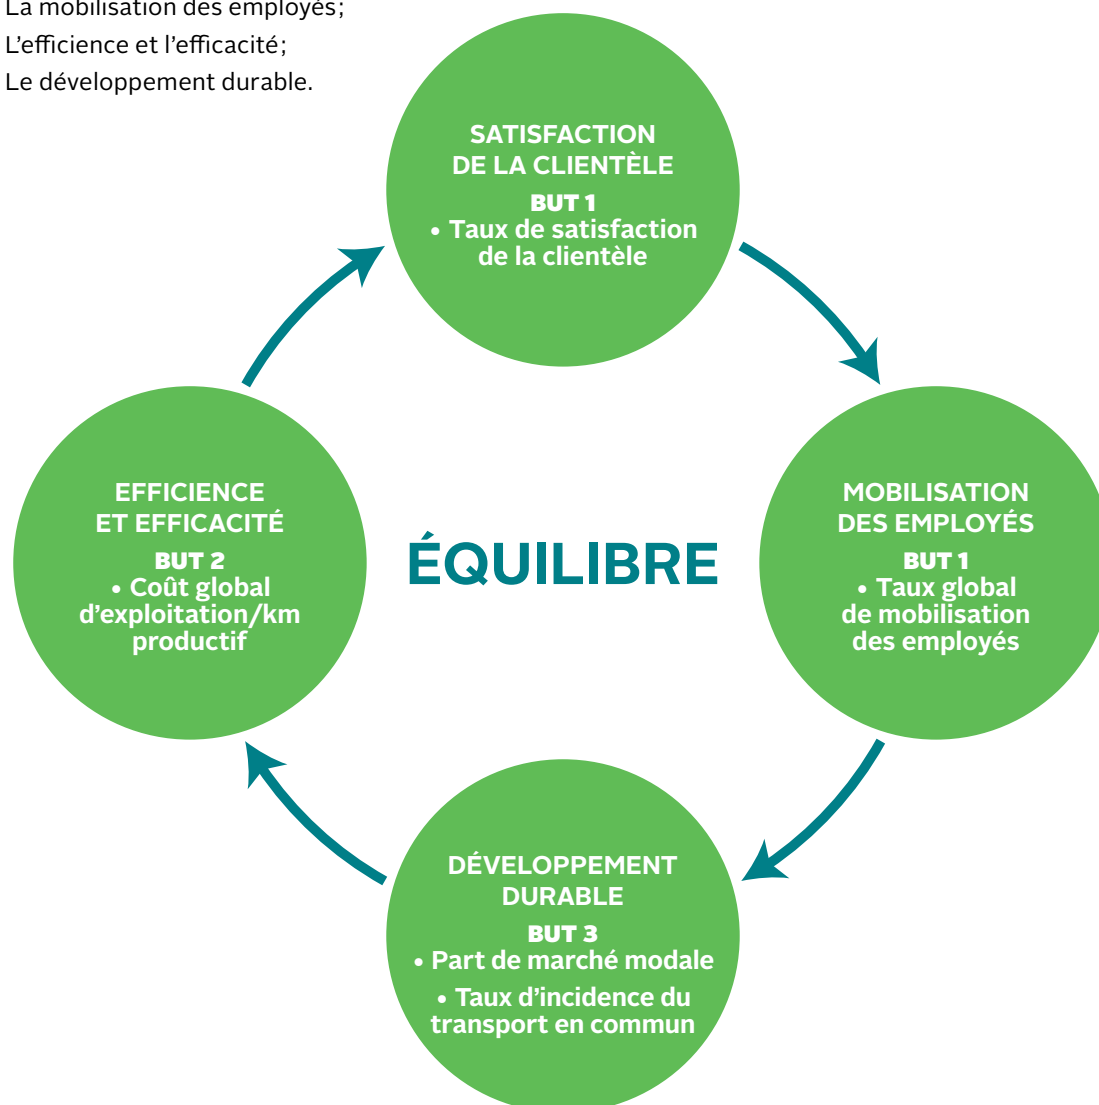 La mobilisation des employés;
L'efficience et l'efficacité;
Le développement durable.
SATISFACTION
DE LA CLIENTÈLE
BUT 1
• Taux de satisfaction
de la clientèle
EFFICIENCE
ET EFFICACITÉ
BUT 2
• Coût global
d'exploitation/km
productif
ÉQUILIBRE
MOBILISATION
DES EMPLOYÉS
BUT 1
• Taux global
de mobilisation
des employés
DÉVELOPPEMENT
DURABLE
BUT 3
• Part de marché modale
• Taux d'incidence du
transport en commun